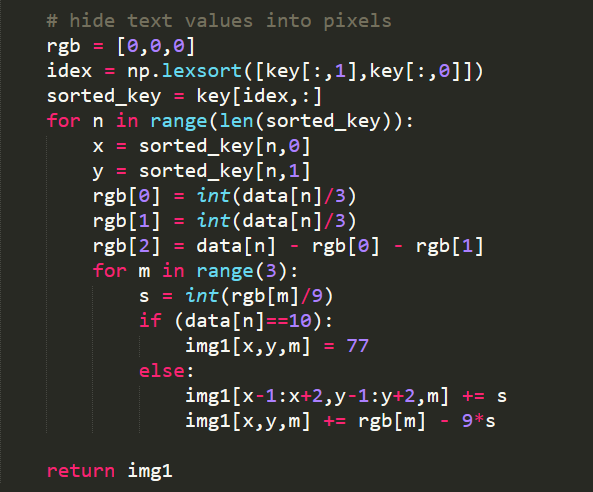 # hide text values into pixels
rgb = [0,0,0]
idex = np.lexsort([key[:,1],key[:,0]])
sorted_key = key[idex,:]
for n in range(len(sorted_key)):
    x = sorted_key[n,0]
    y = sorted_key[n,1]
    rgb[0] = int(data[n]/3)
    rgb[1] = int(data[n]/3)
    rgb[2] = data[n] - rgb[0] - rgb[1]
    for m in range(3):
        s = int(rgb[m]/9)
        if (data[n]==10):
            img1[x,y,m] = 77
        else:
            img1[x-1:x+2,y-1:y+2,m] += s
            img1[x,y,m] += rgb[m] - 9*s
return img1